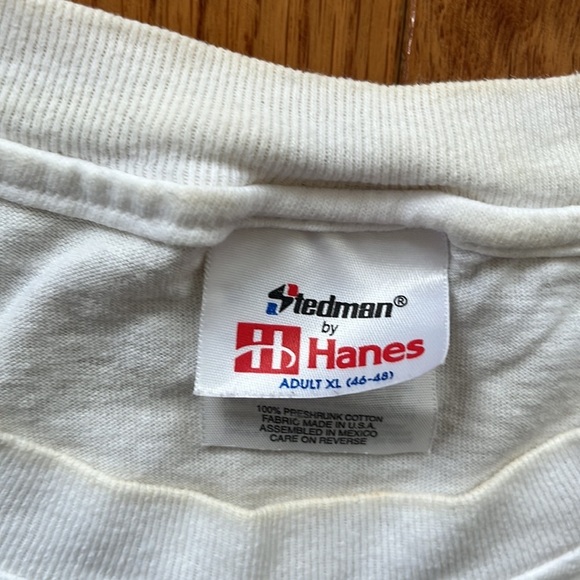 Stedman®
by
Hanes
ADULT XL (46-48)
100% PRESHRUNK COTTON
FABRIC MADE IN U.S.A.
ASSEMBLED IN MEXICO
CARE ON REVERSE